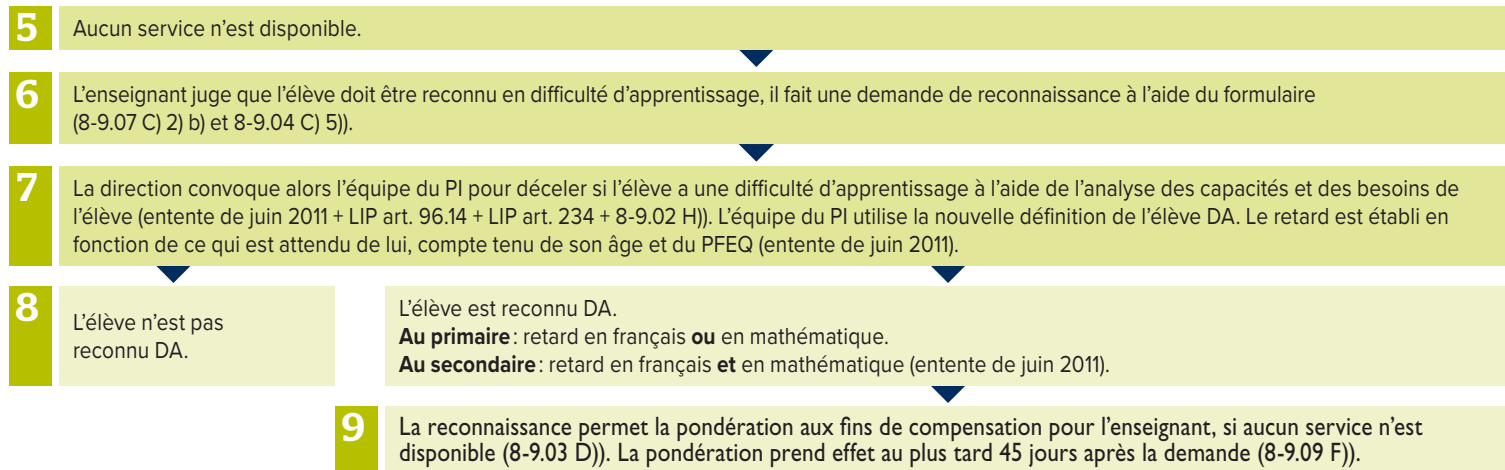 5
Aucun service n'est disponible.
6
L'enseignant juge que l'élève doit être reconnu en difficulté d'apprentissage, il fait une demande de reconnaissance à l'aide du formulaire
(8-9.07 C) 2) b) et 8-9.04 C) 5)).
7
La direction convoque alors l'équipe du PI pour déceler si l'élève a une difficulté d'apprentissage à l'aide de l'analyse des capacités et des besoins de
l'élève (entente de juin 2011 + LIP art. 96.14 + LIP art. 234 + 8-9.02 H)). L'équipe du PI utilise la nouvelle définition de l'élève DA. Le retard est établi en
fonction de ce qui est attendu de lui, compte tenu de son âge et du PFEQ (entente de juin 2011).
8
L'élève n'est pas
reconnu DA.
L'élève est reconnu DA.
Au primaire : retard en français ou en mathématique.
Au secondaire : retard en français et en mathématique (entente de juin 2011).
9
La reconnaissance permet la pondération aux fins de compensation pour l'enseignant, si aucun service n'est
disponible (8-9.03 D)). La pondération prend effet au plus tard 45 jours après la demande (8-9.09 F)).